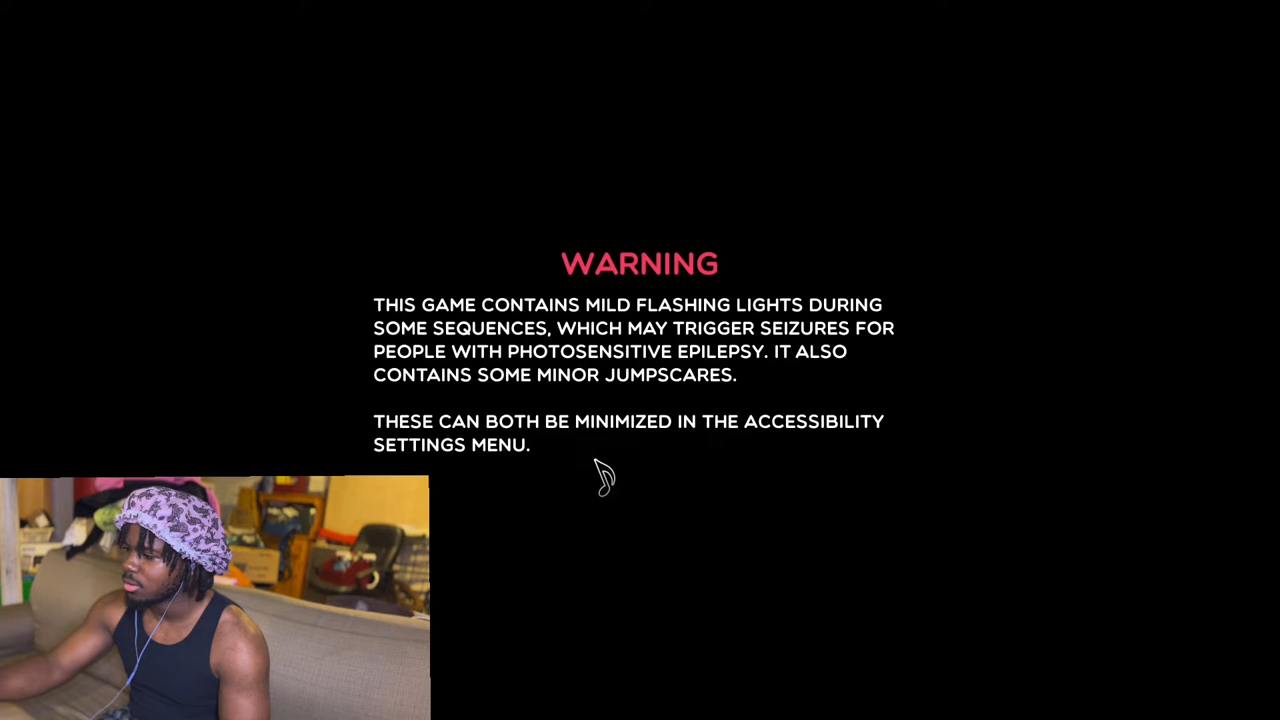 WARNING
THIS GAME CONTAINS MILD FLASHING LIGHTS DURING
SOME SEQUENCES, WHICH MAY TRIGGER SEIZURES FOR
PEOPLE WITH PHOTOSENSITIVE EPILEPSY. IT ALSO
CONTAINS SOME MINOR JUMPSCARES.
THESE CAN BOTH BE MINIMIZED IN THE ACCESSIBILITY
SETTINGS MENU.